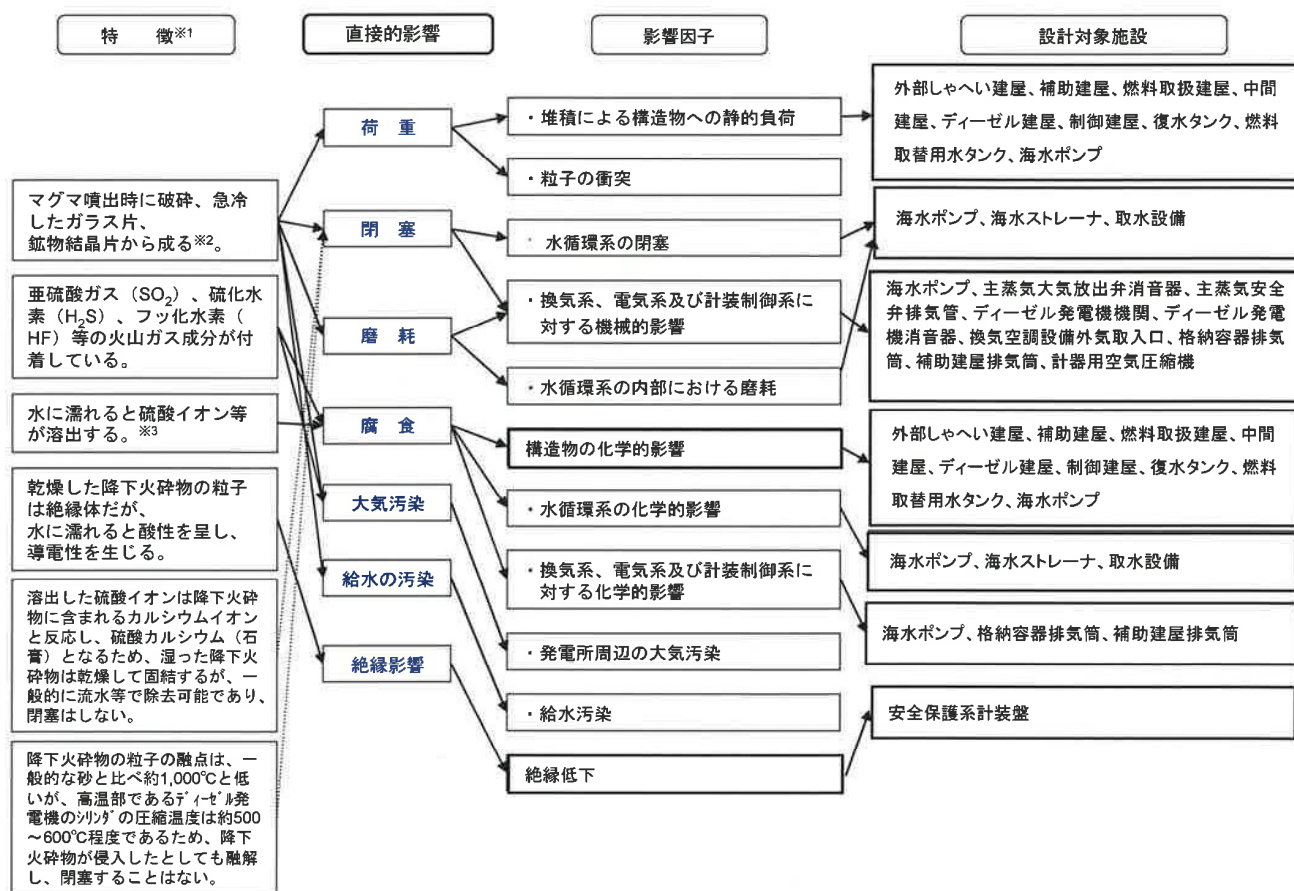 特　徴※1
直接的影響
影響因子
設計対象施設
マグマ噴出時に破砕、急冷
したガラス片、
鉱物結晶片から成る※2。
亜硫酸ガス（SO2）、硫化水
素（H2S）、フッ化水素（
HF）等の火山ガス成分が付
着している。
水に濡れると硫酸イオン等
が溶出する。※3
乾燥した降下火砕物の粒子
は絶縁体だが、
水に濡れると酸性を呈し、
導電性を生じる。
溶出した硫酸イオンは降下火砕
物に含まれるカルシウムイオン
と反応し、硫酸カルシウム（石
膏）となるため、湿った降下火
砕物は乾燥して固結するが、一
般的に流水等で除去可能であり、
閉塞はしない。
降下火砕物の粒子の融点は、一
般的な砂と比べ約1,000℃と低
いが、高温部であるディーゼル発
電機のシリンダの圧縮温度は約500
～600℃程度であるため、降下
火砕物が侵入したとしても融解
し、閉塞することはない。
荷　重
閉　塞
磨　耗
腐　食
大気汚染
給水の汚染
絶縁影響
・堆積による構造物への静的負荷
・粒子の衝突
・水循環系の閉塞
・換気系、電気系及び計装制御系に
対する機械的影響
・水循環系の内部における磨耗
構造物の化学的影響
・水循環系の化学的影響
・換気系、電気系及び計装制御系に
対する化学的影響
・発電所周辺の大気汚染
・給水汚染
絶縁低下
外部しゃへい建屋、補助建屋、燃料取扱建屋、中間
建屋、ディーゼル建屋、制御建屋、復水タンク、燃料
取替用水タンク、海水ポンプ
海水ポンプ、海水ストレーナ、取水設備
海水ポンプ、主蒸気大気放出弁消音器、主蒸気安全
弁排気管、ディーゼル発電機機関、ディーゼル発電
機消音器、換気空調設備外気取入口、格納容器排気
筒、補助建屋排気筒、計器用空気圧縮機
外部しゃへい建屋、補助建屋、燃料取扱建屋、中間
建屋、ディーゼル建屋、制御建屋、復水タンク、燃料
取替用水タンク、海水ポンプ
海水ポンプ、海水ストレーナ、取水設備
海水ポンプ、格納容器排気筒、補助建屋排気筒
安全保護系計装盤